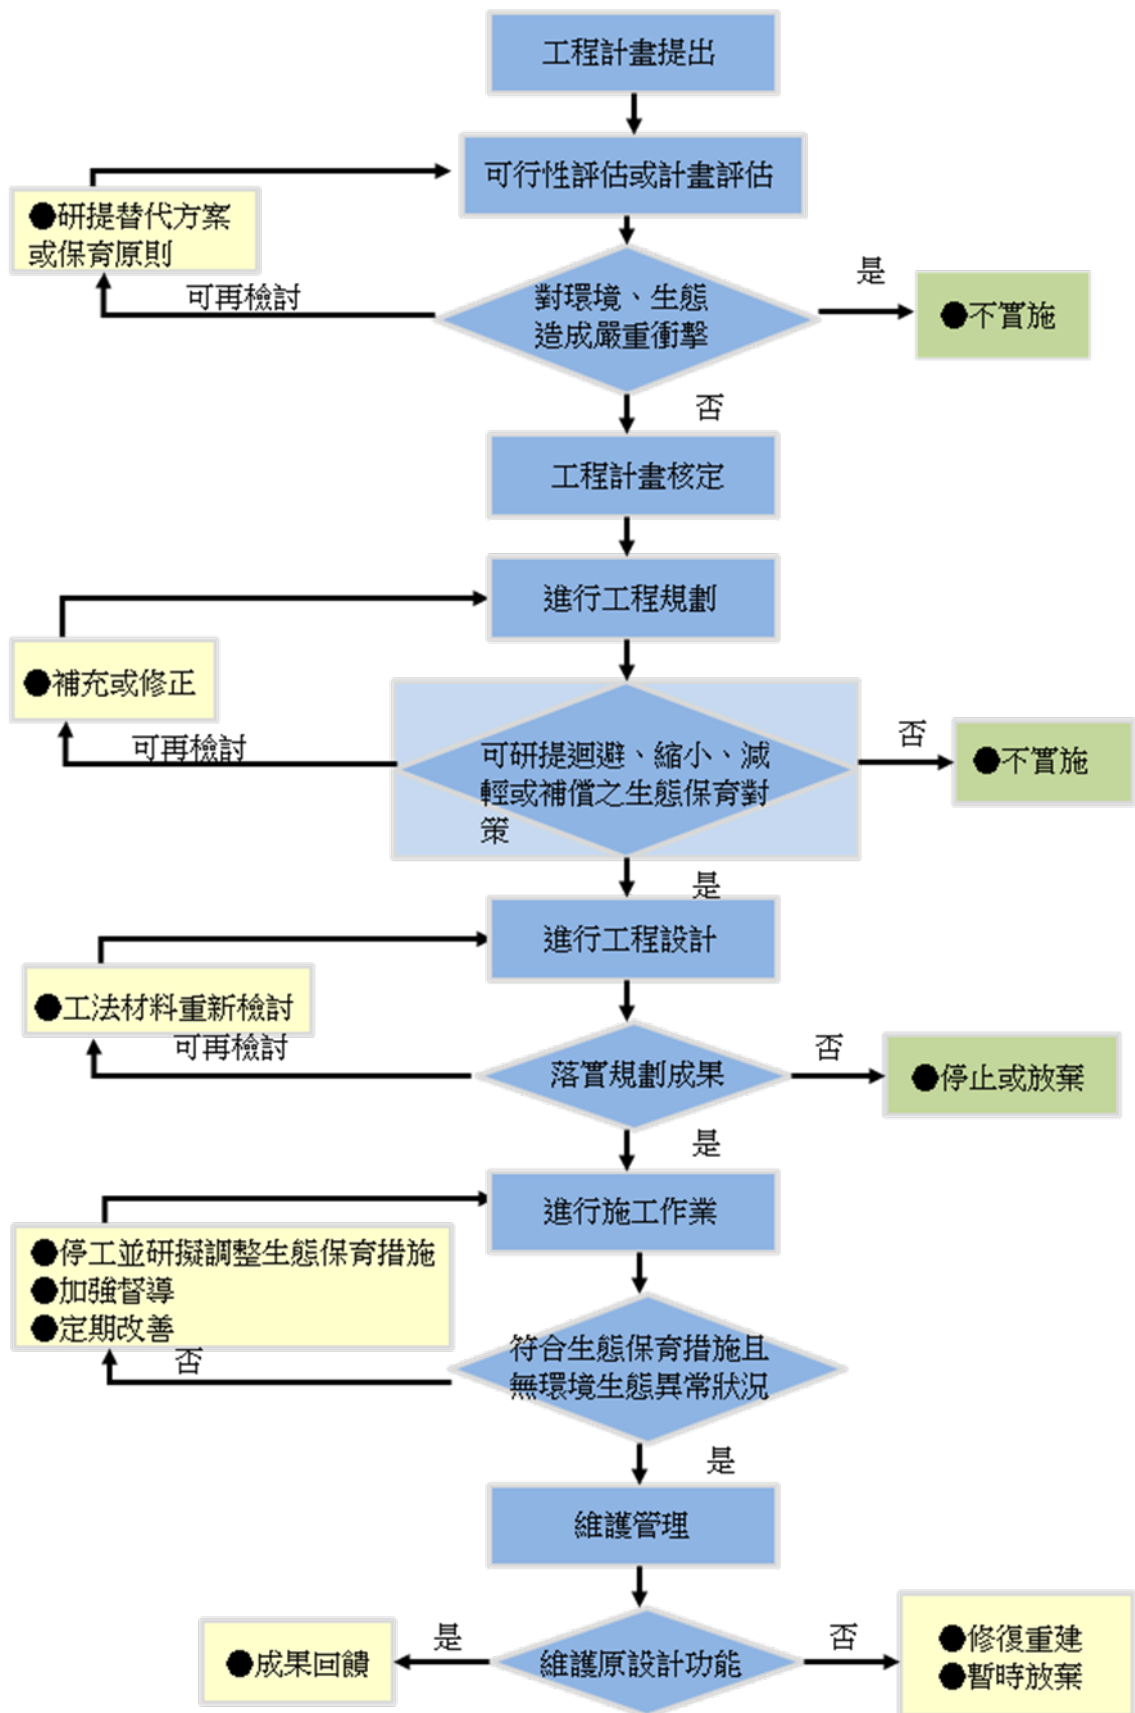 工程計畫提出
可行性評估或計畫評估
●研提替代方案
或保育原則
可再檢討
對環境、生態
造成嚴重衝擊
是
●不實施
否
工程計畫核定
進行工程規劃
●補充或修正
可再檢討
可研提迴避、縮小、減
輕或補償之生態保育對
策
否
●不實施
是
進行工程設計
●工法材料重新檢討
可再檢討
落實規劃成果
否
●停止或放棄
是
進行施工作業
●停工並研擬調整生態保育措施
●加強督導
●定期改善
否
符合生態保育措施且
無環境生態異常狀況
是
維護管理
●成果回饋
是
維護原設計功能
否
●修復重建
●暫時放棄